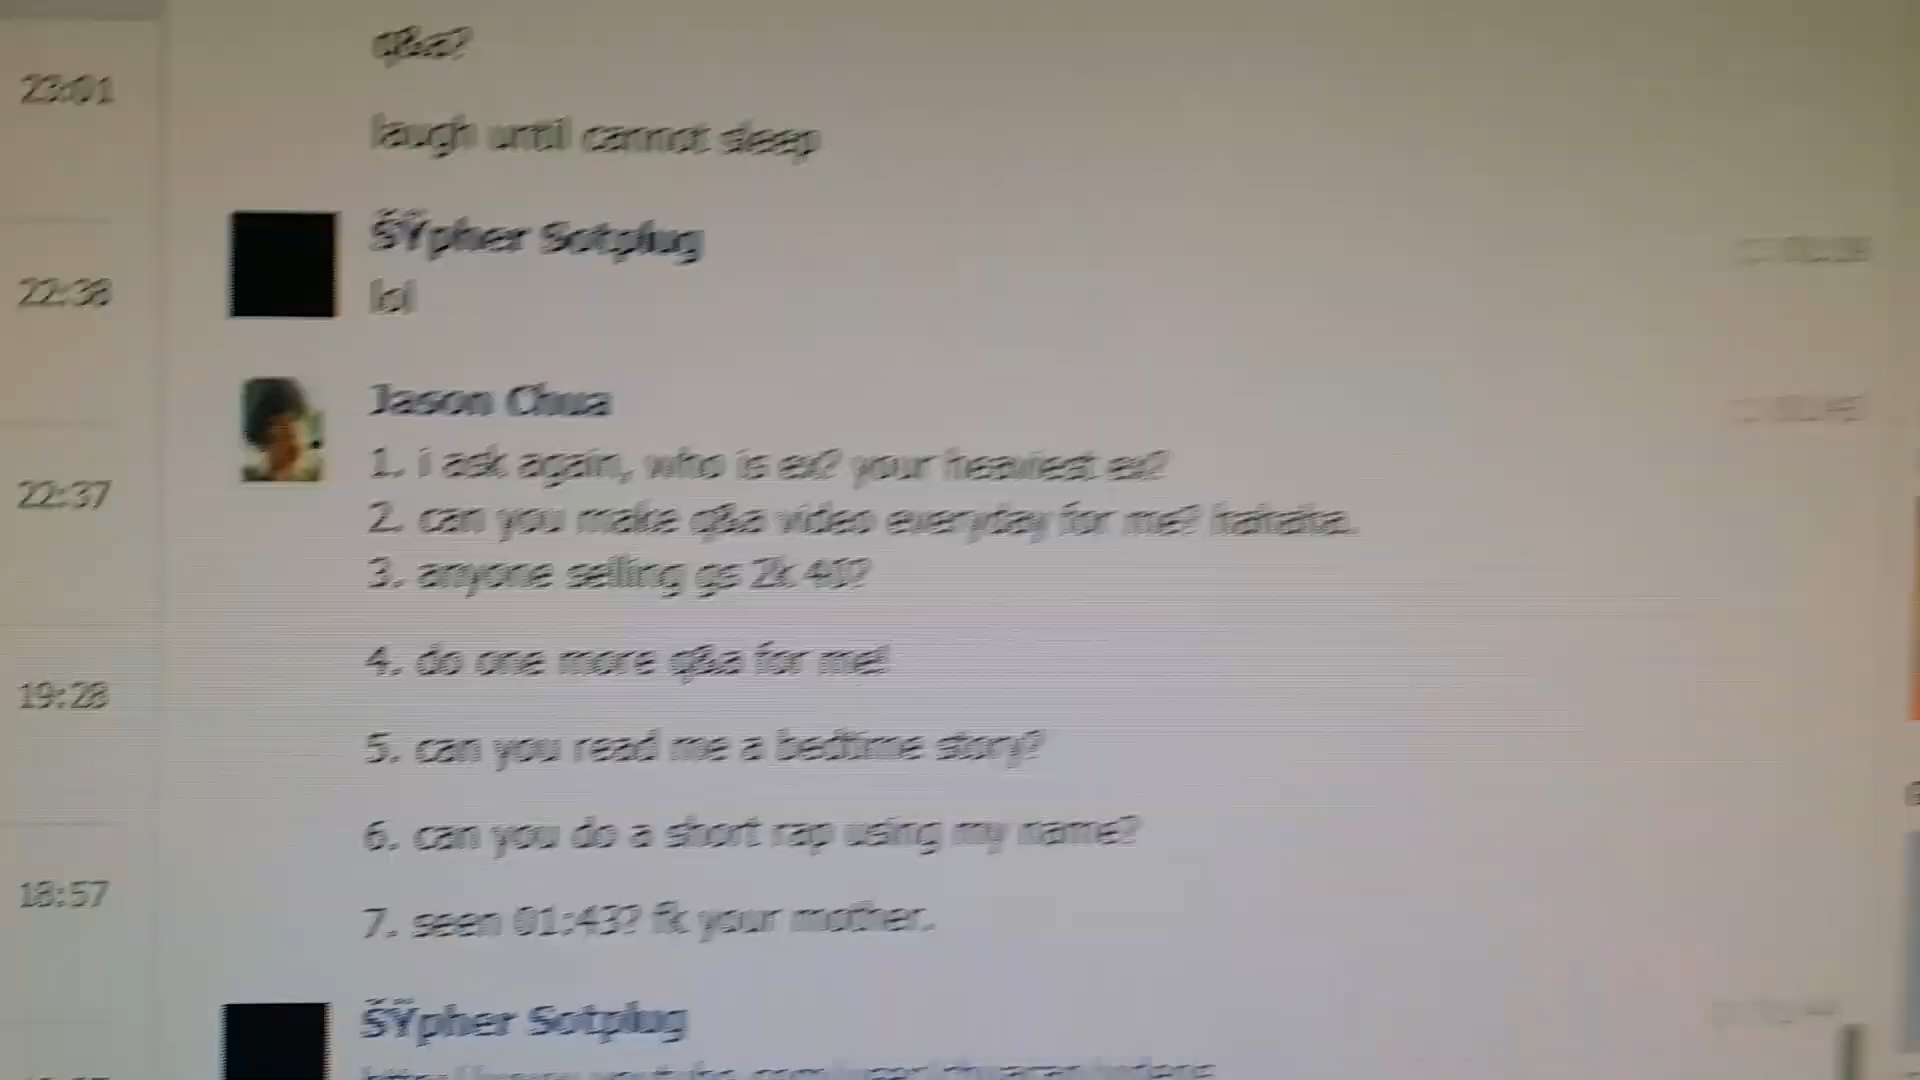 q&a?
23:01
laugh until cannot sleep
§Ÿpher Sotplug
22:38
lol
Jason Chua
1. i ask again, who is ex? your heaviest ex?
22:37
2. can you make q&a video everyday for me? hahaha.
3. anyone selling gs 2k 40?
4. do one more q&a for me!
19:28
5. can you read me a bedtime story?
6. can you do a short rap using my name?
18:57
7. seen 01:43? fk your mother.
§Ÿpher Sotplug